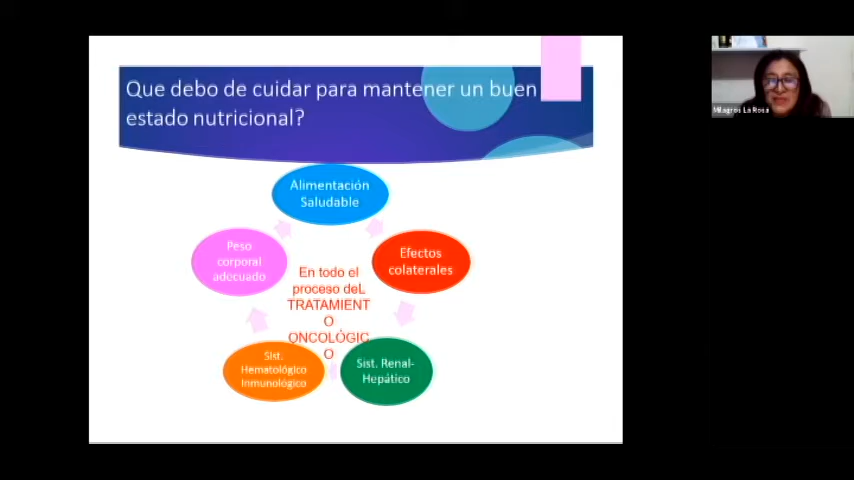 Que debo de cuidar para mantener un buen
estado nutricional?
Alimentación
Saludable
Peso
corporal
adecuado
Efectos
colaterales
En todo el
proceso deL
TRATAMIENT
O
ONCOLÓGIC
O
Sist.
Hematológico
Inmunológico
Sist. Renal-
Hepático
Milagros La Rosa